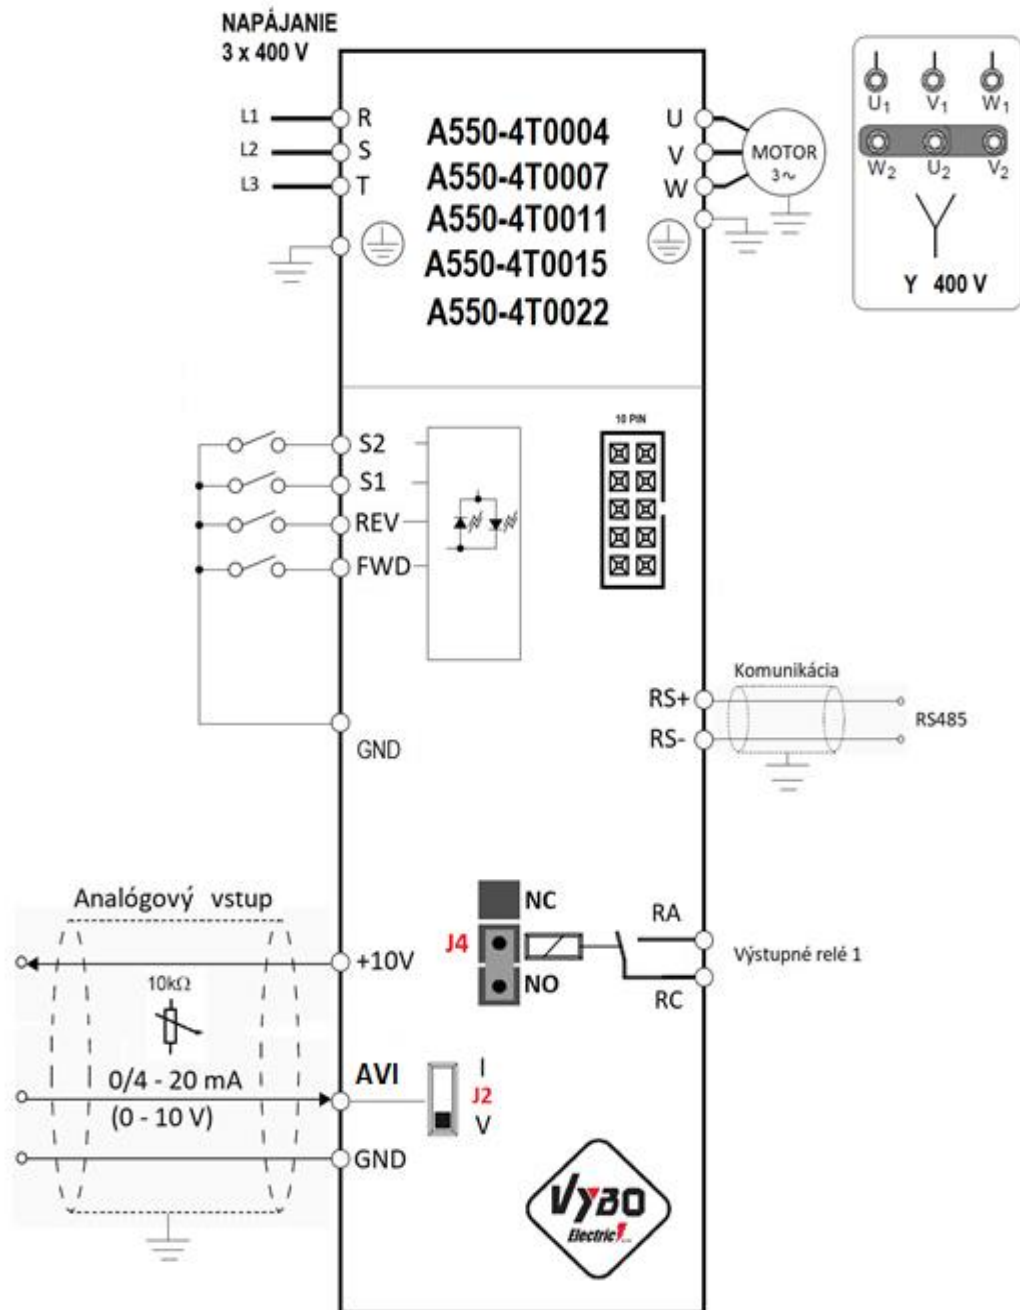 NAPÁJANIE
3 x 400 V
L1
L2
L3
R
S
T
A550-4T0004
A550-4T0007
A550-4T0011
A550-4T0015
A550-4T0022
U
V
W
MOTOR
3~
U1 V1 W1
W2 U2 V2
Y 400 V
S2
S1
REV
FWD
GND
10 PIN
Komunikácia
RS+
RS-
RS485
Analógový vstup
+10V
10kΩ
0/4 - 20 mA
(0 - 10 V)
AVI
GND
I
J2
V
NC
J4
NO
RA
RC
Výstupné relé 1
VYBO
Electric